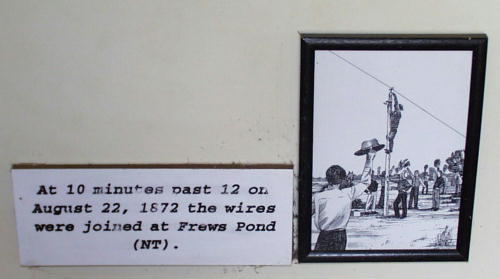 At 10 minutes past 12 on
August 22, 1872 the wires
were joined at Frews Pond
(NT).